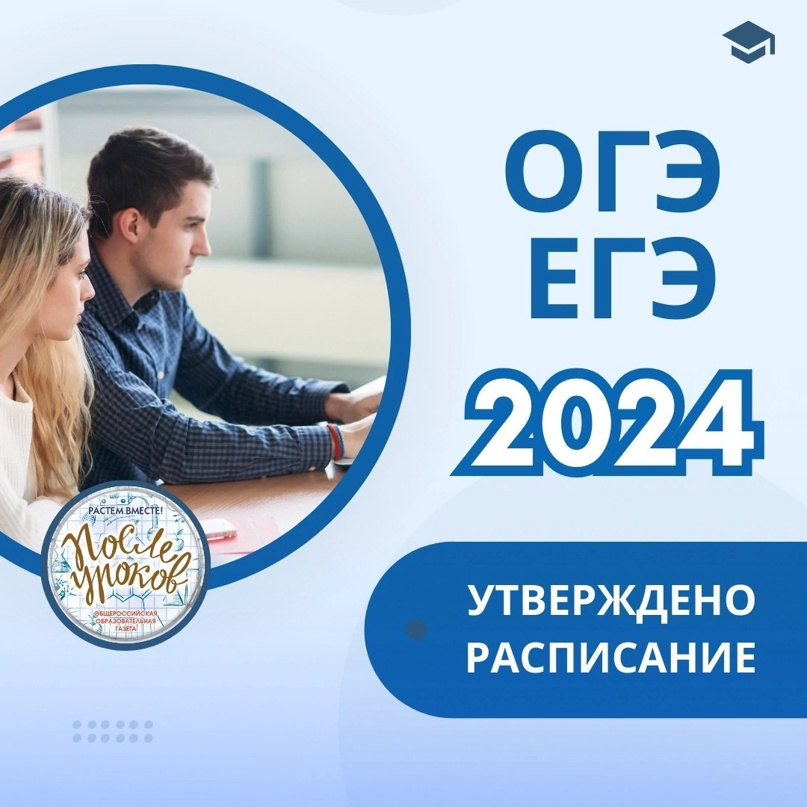 ОГЭ
ЕГЭ
2024
УТВЕРЖДЕНО
РАСПИСАНИЕ
РАСТЕМ ВМЕСТЕ!
после
уроков
ОБЩЕРОССИЙСКАЯ
ОБРАЗОВАТЕЛЬНАЯ
ГАЗЕТА